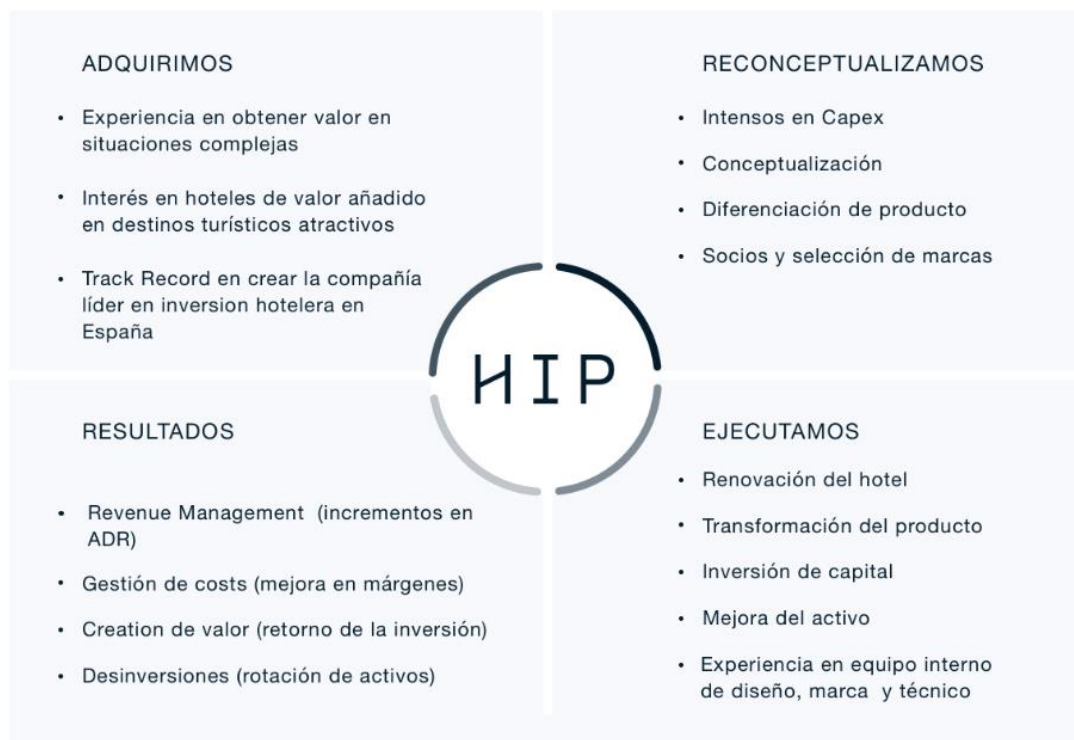 ADQUIRIMOS
• Experiencia en obtener valor en
situaciones complejas
• Interés en hoteles de valor añadido
en destinos turísticos atractivos
• Track Record en crear la compañía
líder en inversion hotelera en
España
RECONCEPTUALIZAMOS
• Intensos en Capex
• Conceptualización
• Diferenciación de producto
• Socios y selección de marcas
HIP
RESULTADOS
• Revenue Management (incrementos en
ADR)
• Gestión de costs (mejora en márgenes)
• Creation de valor (retorno de la inversión)
• Desinversiones (rotación de activos)
EJECUTAMOS
• Renovación del hotel
• Transformación del producto
• Inversión de capital
• Mejora del activo
• Experiencia en equipo interno
de diseño, marca y técnico